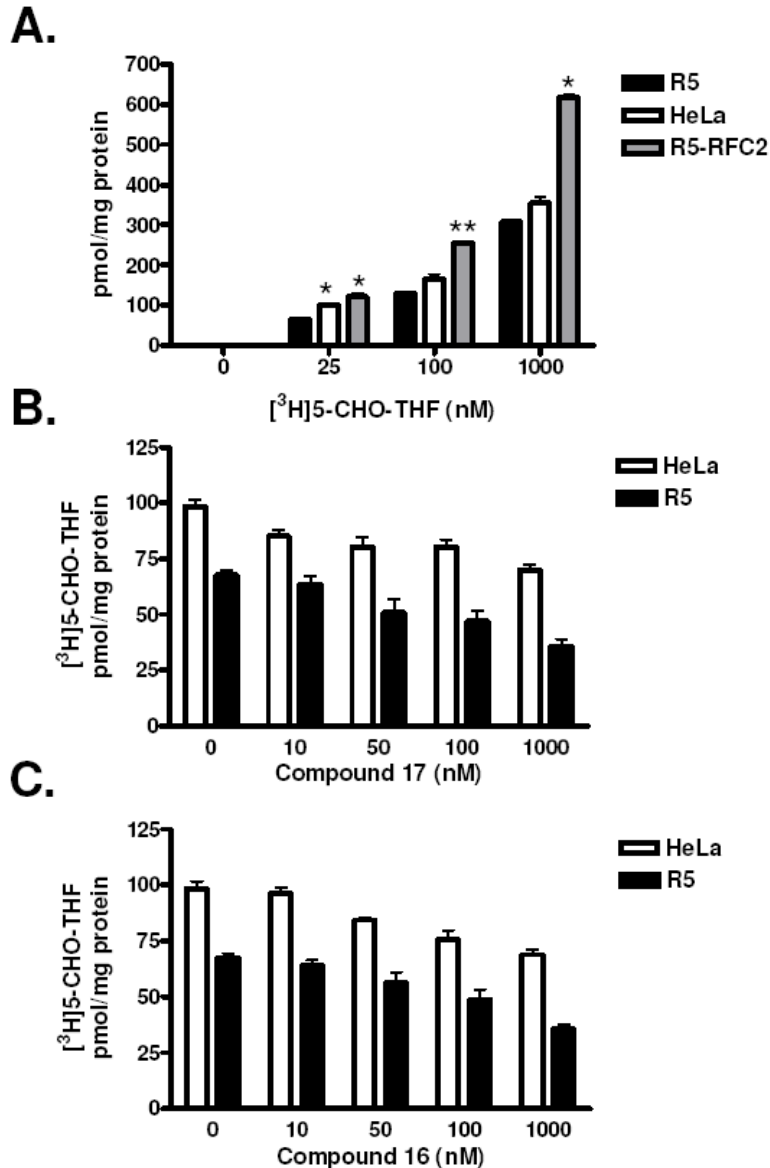 A.
700
600
500
400
300
200
100
0
pmol/mg protein
* * ** *
0 25 100 1000
[³H]5-CHO-THF (nM)
R5
HeLa
R5-RFC2
B.
125
100
75
50
25
0
[³H]5-CHO-THF
pmol/mg protein
0 10 50 100 1000
Compound 17 (nM)
HeLa
R5
C.
125
100
75
50
25
0
[³H]5-CHO-THF
pmol/mg protein
0 10 50 100 1000
Compound 16 (nM)
HeLa
R5